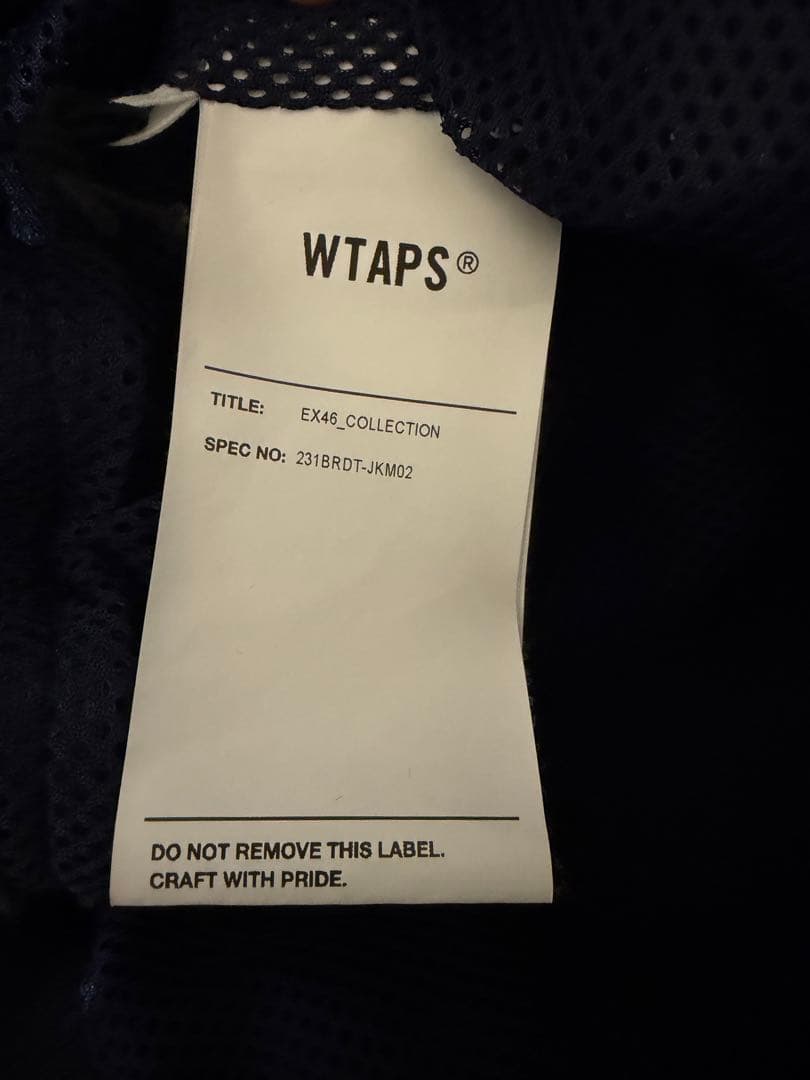 WTAPS®
TITLE: EX46_COLLECTION
SPEC NO: 231BRDT-JKM02
DO NOT REMOVE THIS LABEL.
CRAFT WITH PRIDE.